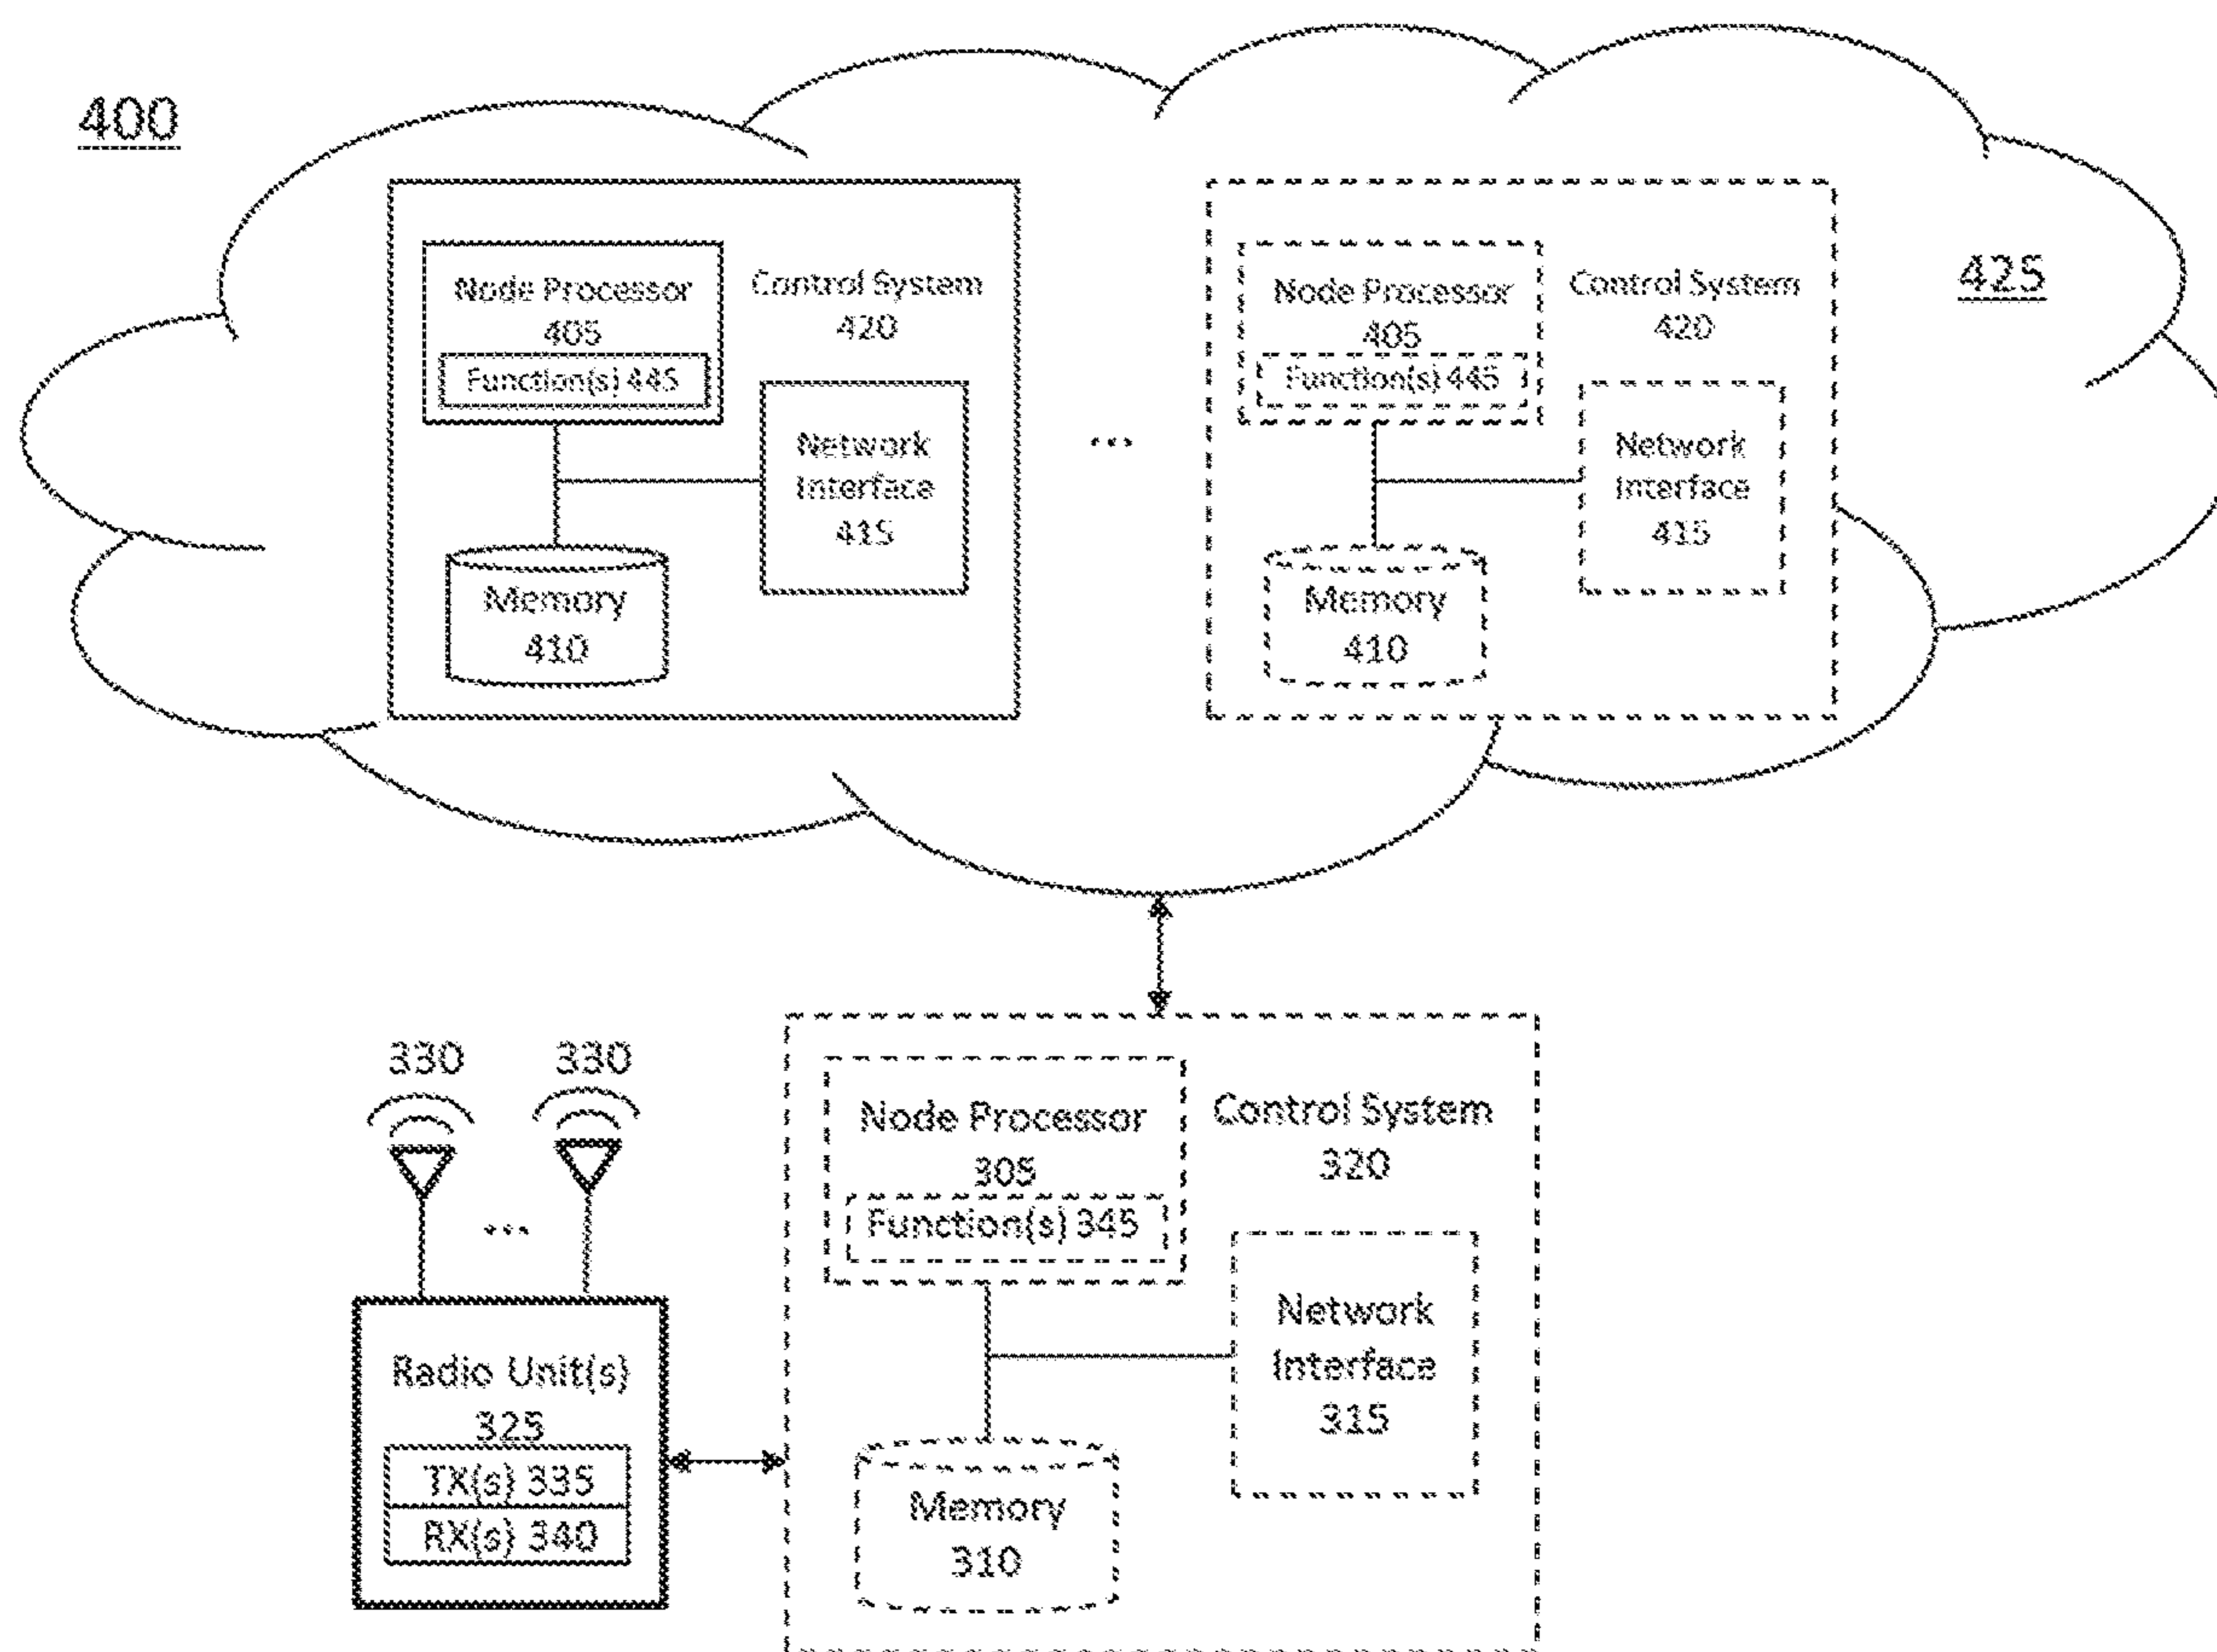 400
425
Node Processor
405
Function(s) 445
Control System
420
Network
Interface
415
Memory
410
...
Node Processor
405
Function(s) 445
Control System
420
Network
Interface
415
Memory
410
330
330
...
Radio Unit(s)
325
TX(s) 335
RX(s) 340
Node Processor
305
Function(s) 345
Control System
320
Network
Interface
315
Memory
310